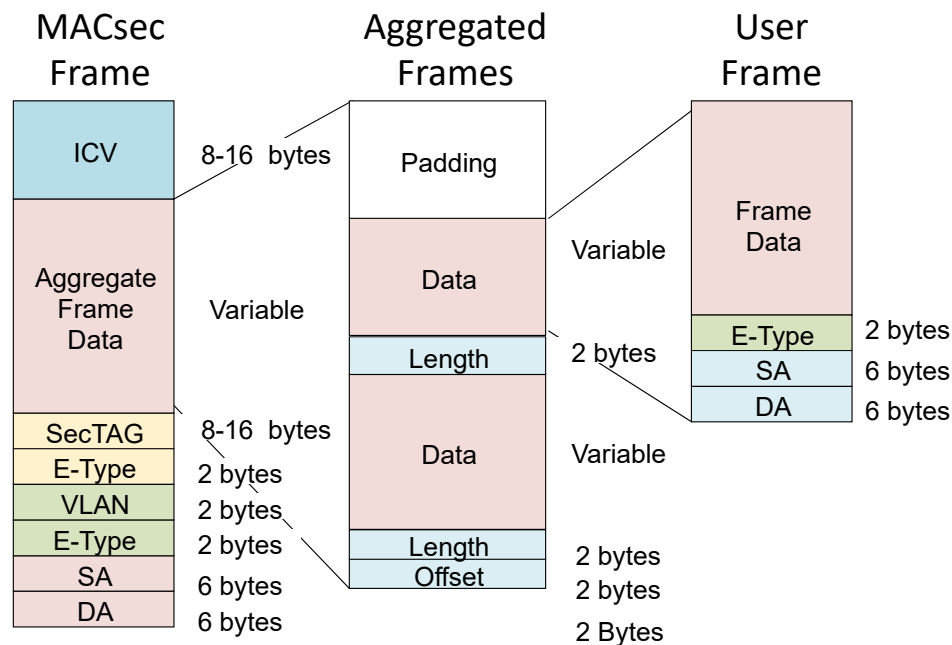 MACsec
Frame
ICV
8-16 bytes
Aggregate
Frame
Data
Variable
SecTAG
8-16 bytes
E-Type
2 bytes
VLAN
2 bytes
E-Type
2 bytes
SA
6 bytes
DA
6 bytes
Aggregated
Frames
Padding
Data
Variable
Length
2 bytes
Data
Variable
Length
2 bytes
Offset
2 bytes
2 Bytes
User
Frame
Frame
Data
E-Type
2 bytes
SA
6 bytes
DA
6 bytes